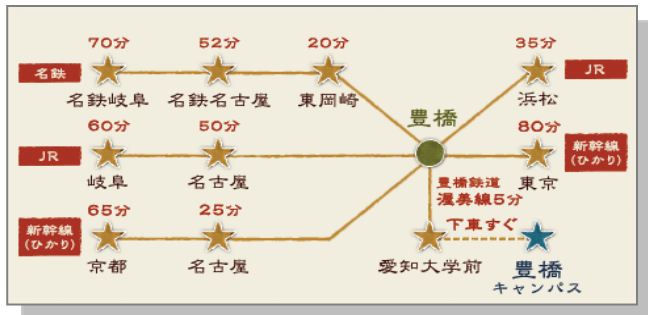 70分
52分
20分
35分
名鉄
JR
名鉄岐阜
名鉄名古屋
東岡崎
浜松
豊橋
60分
50分
80分
JR
新幹線
(ひかり)
岐阜
名古屋
東京
豊橋鉄道
渥美線5分
65分
25分
下車すぐ
新幹線
(ひかり)
京都
名古屋
愛知大学前
豊橋
キャンパス